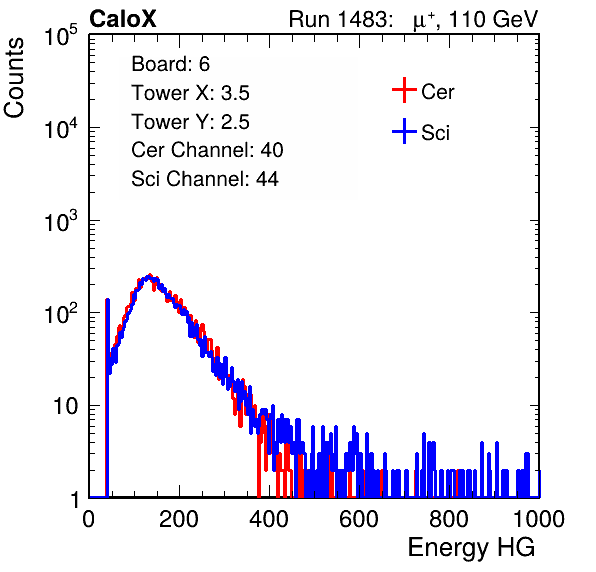 CaloX Run 1483: μ⁺, 110 GeV
Counts
10⁵
10⁴
10³
10²
10
1
Board: 6
Tower X: 3.5
Tower Y: 2.5
Cer Channel: 40
Sci Channel: 44
Cer
Sci
0 200 400 600 800 1000
Energy HG